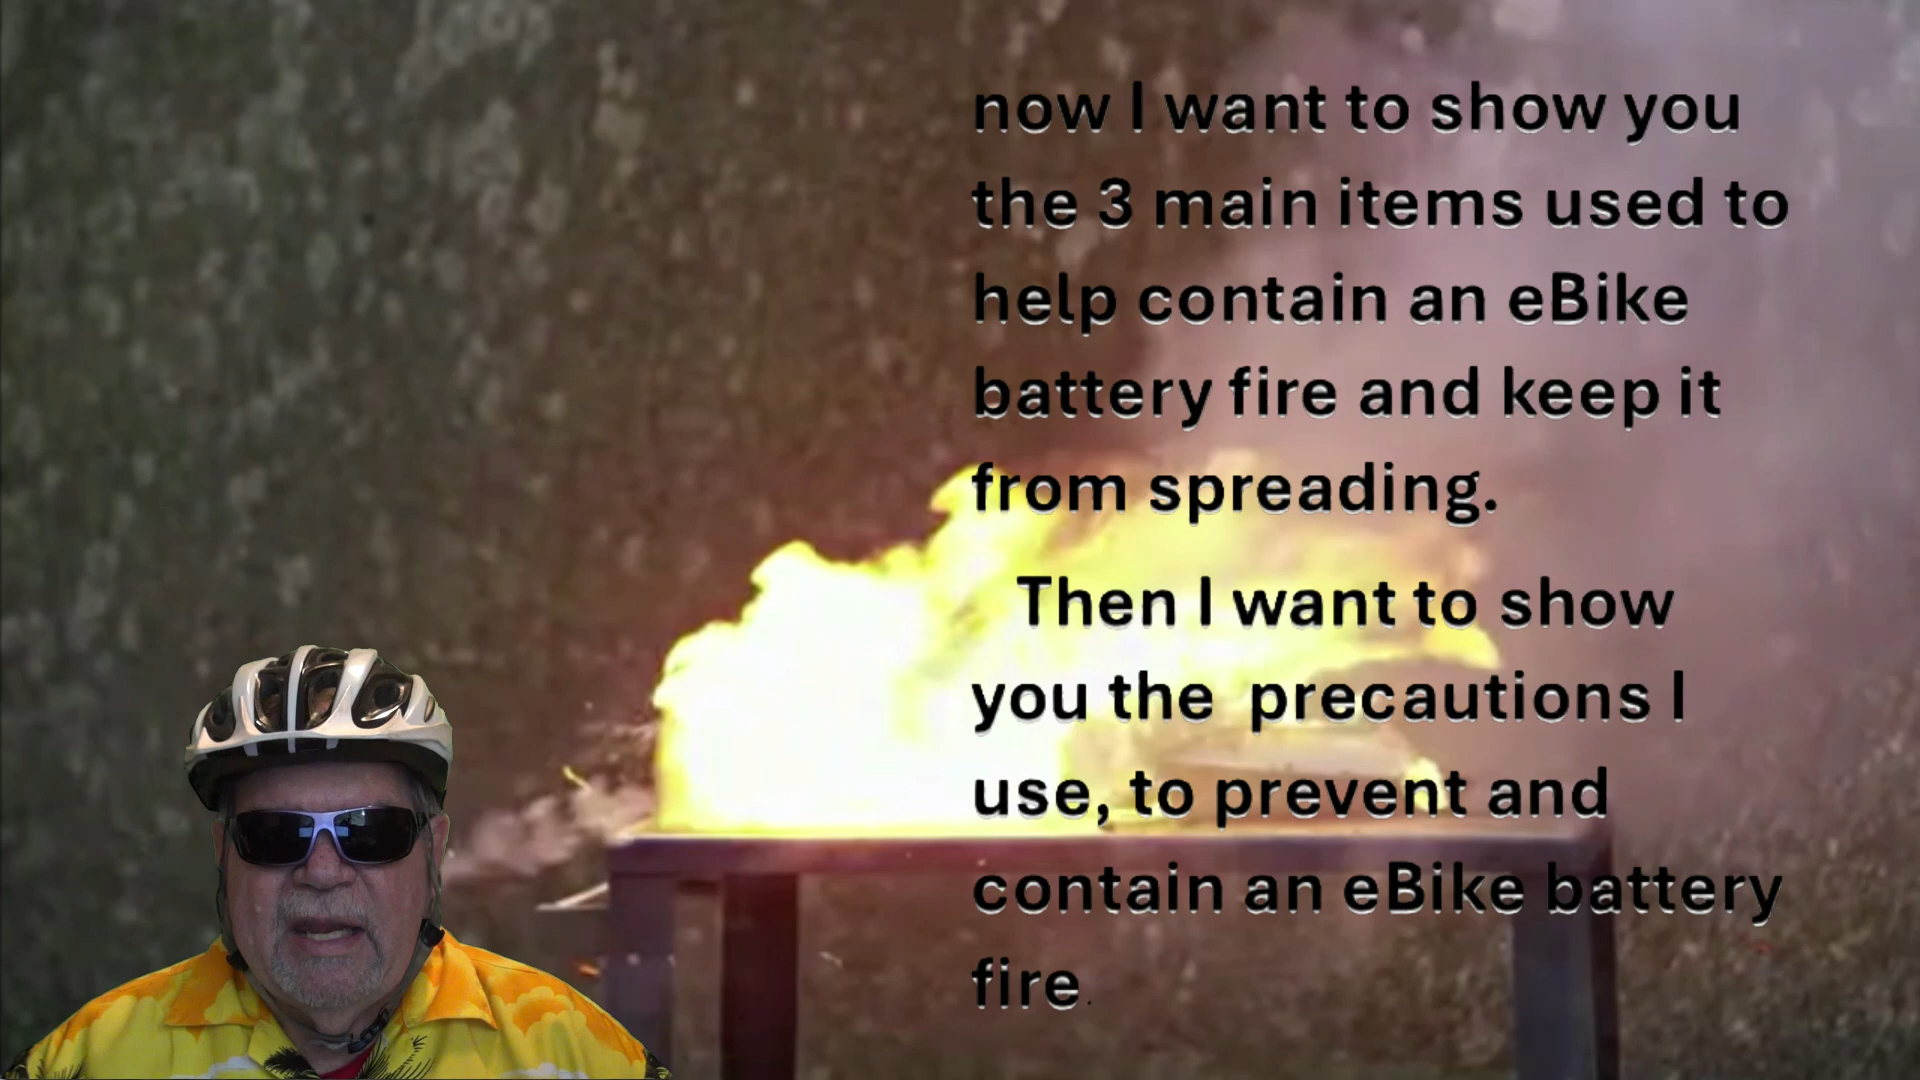 now I want to show you
the 3 main items used to
help contain an eBike
battery fire and keep it
from spreading.
Then I want to show
you the precautions I
use, to prevent and
contain an eBike battery
fire.